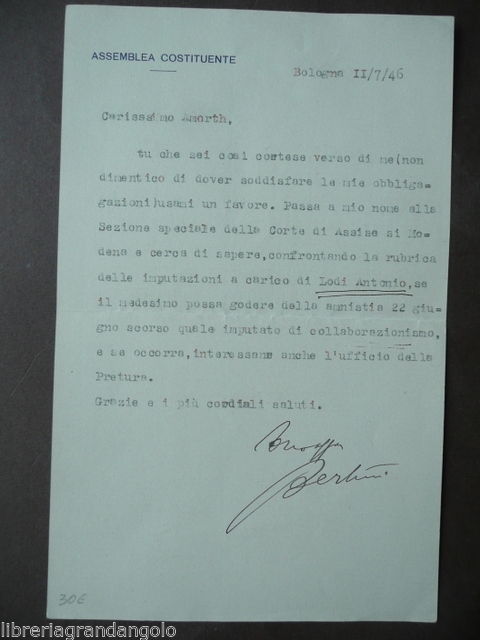 ASSEMBLEA COSTITUENTE
Bologna II/7/46
Carissimo Amorth,
tu che sei così cortese verso di me(non
dimentico di dover soddisfare le mie obbliga=
gazioni)usami un favore. Passa a mio nome alla
Sezione speciale della Corte di Assise si Mo=
dena e cerca di sapere,confrontando la rubrica
delle imputazioni a carico di Lodi Antonio,se
il medesimo possa godere della amnistia 22 giu=
gno scorso quale imputato di collaborazionismo,
e se occorra,interessane anche l'ufficio della
Pretura.
Grazie e i più cordiali saluti.
Bertini
30€
libreriagrandangolo